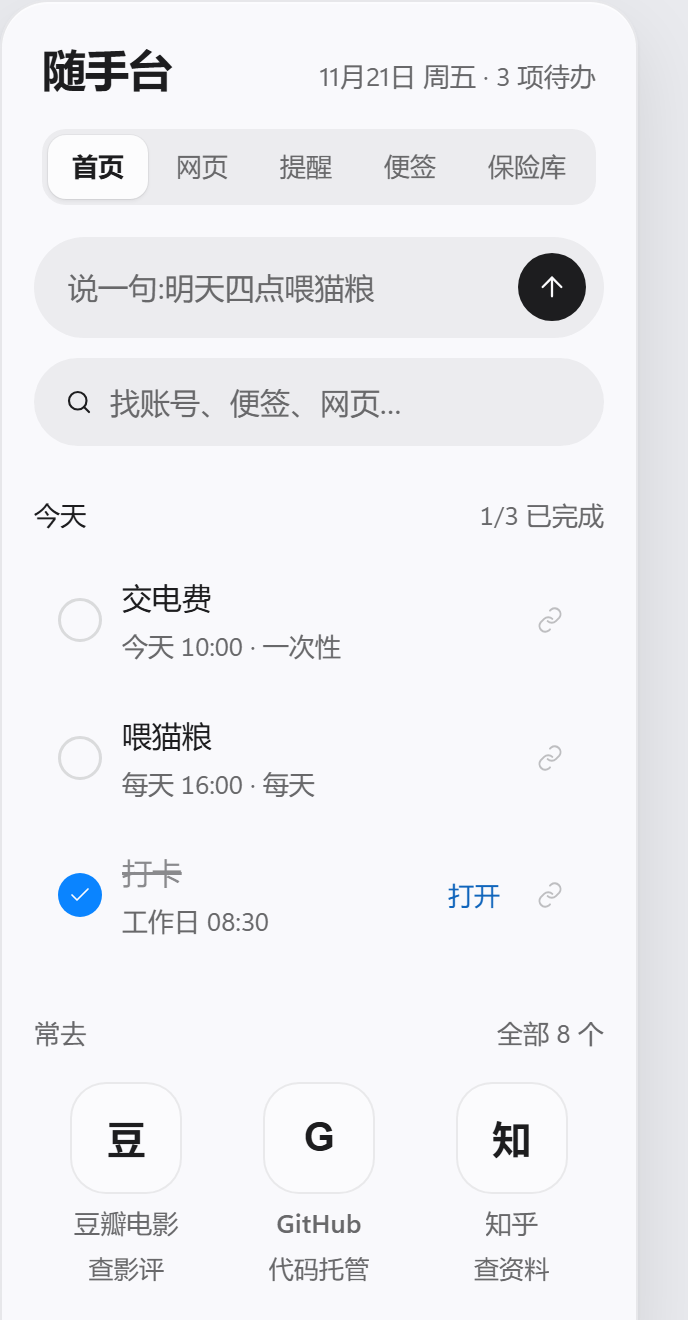 随手台
11月21日 周五 · 3 项待办
首页 网页 提醒 便签 保险库
说一句:明天四点喂猫粮
找账号、便签、网页...
今天 1/3 已完成
交电费
今天 10:00 · 一次性
喂猫粮
每天 16:00 · 每天
打卡
工作日 08:30
打开
常去 全部 8 个
豆 G 知
豆瓣电影 GitHub 知乎
查影评 代码托管 查资料